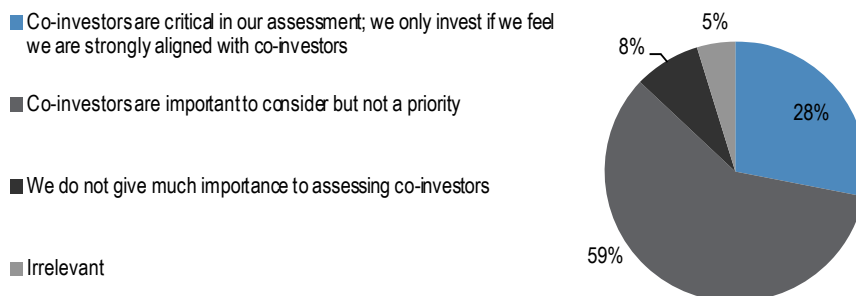 Co-investors are critical in our assessment; we only invest if we feel
we are strongly aligned with co-investors
Co-investors are important to consider but not a priority
We do not give much importance to assessing co-investors
Irrelevant
5%
8%
28%
59%